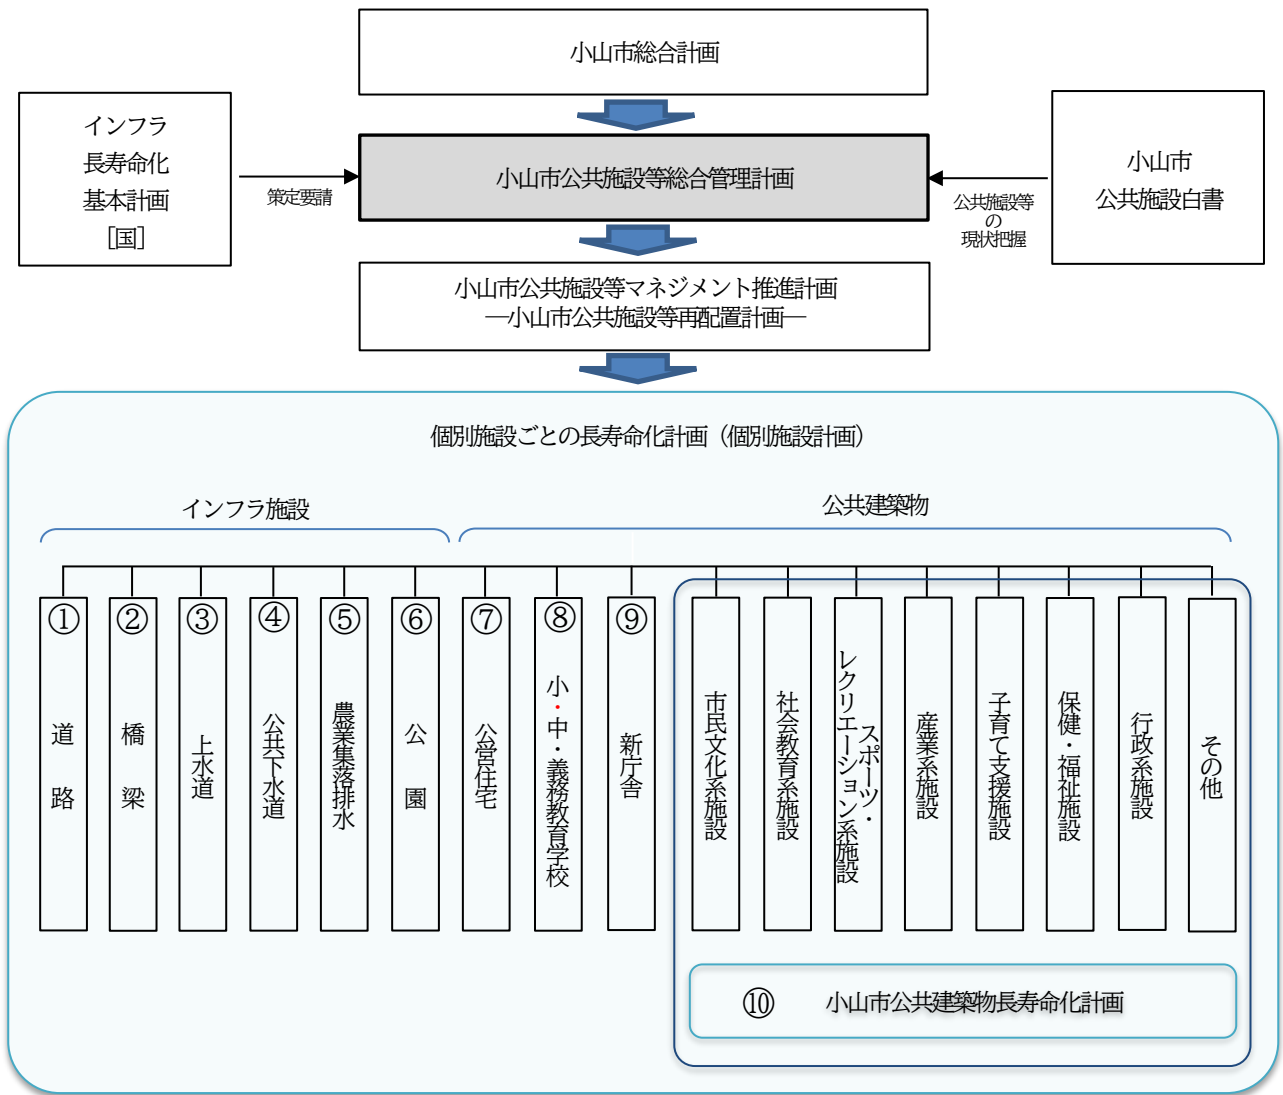 小山市総合計画
インフラ
長寿命化
基本計画
［国］
策定要請
小山市公共施設等総合管理計画
公共施設等
の
現状把握
小山市
公共施設白書
小山市公共施設等マネジメント推進計画
―小山市公共施設等再配置計画―
個別施設ごとの長寿命化計画（個別施設計画）
インフラ施設
公共建築物
①
道路
②
橋梁
③
上水道
④
公共下水道
⑤
農業集落排水
⑥
公園
⑦
公営住宅
⑧
小・中・義務教育学校
⑨
新庁舎
市民文化系施設
社会教育系施設
スポーツ・
レクリエーション系施設
産業系施設
子育て支援施設
保健・福祉施設
行政系施設
その他
⑩ 小山市公共建築物長寿命化計画